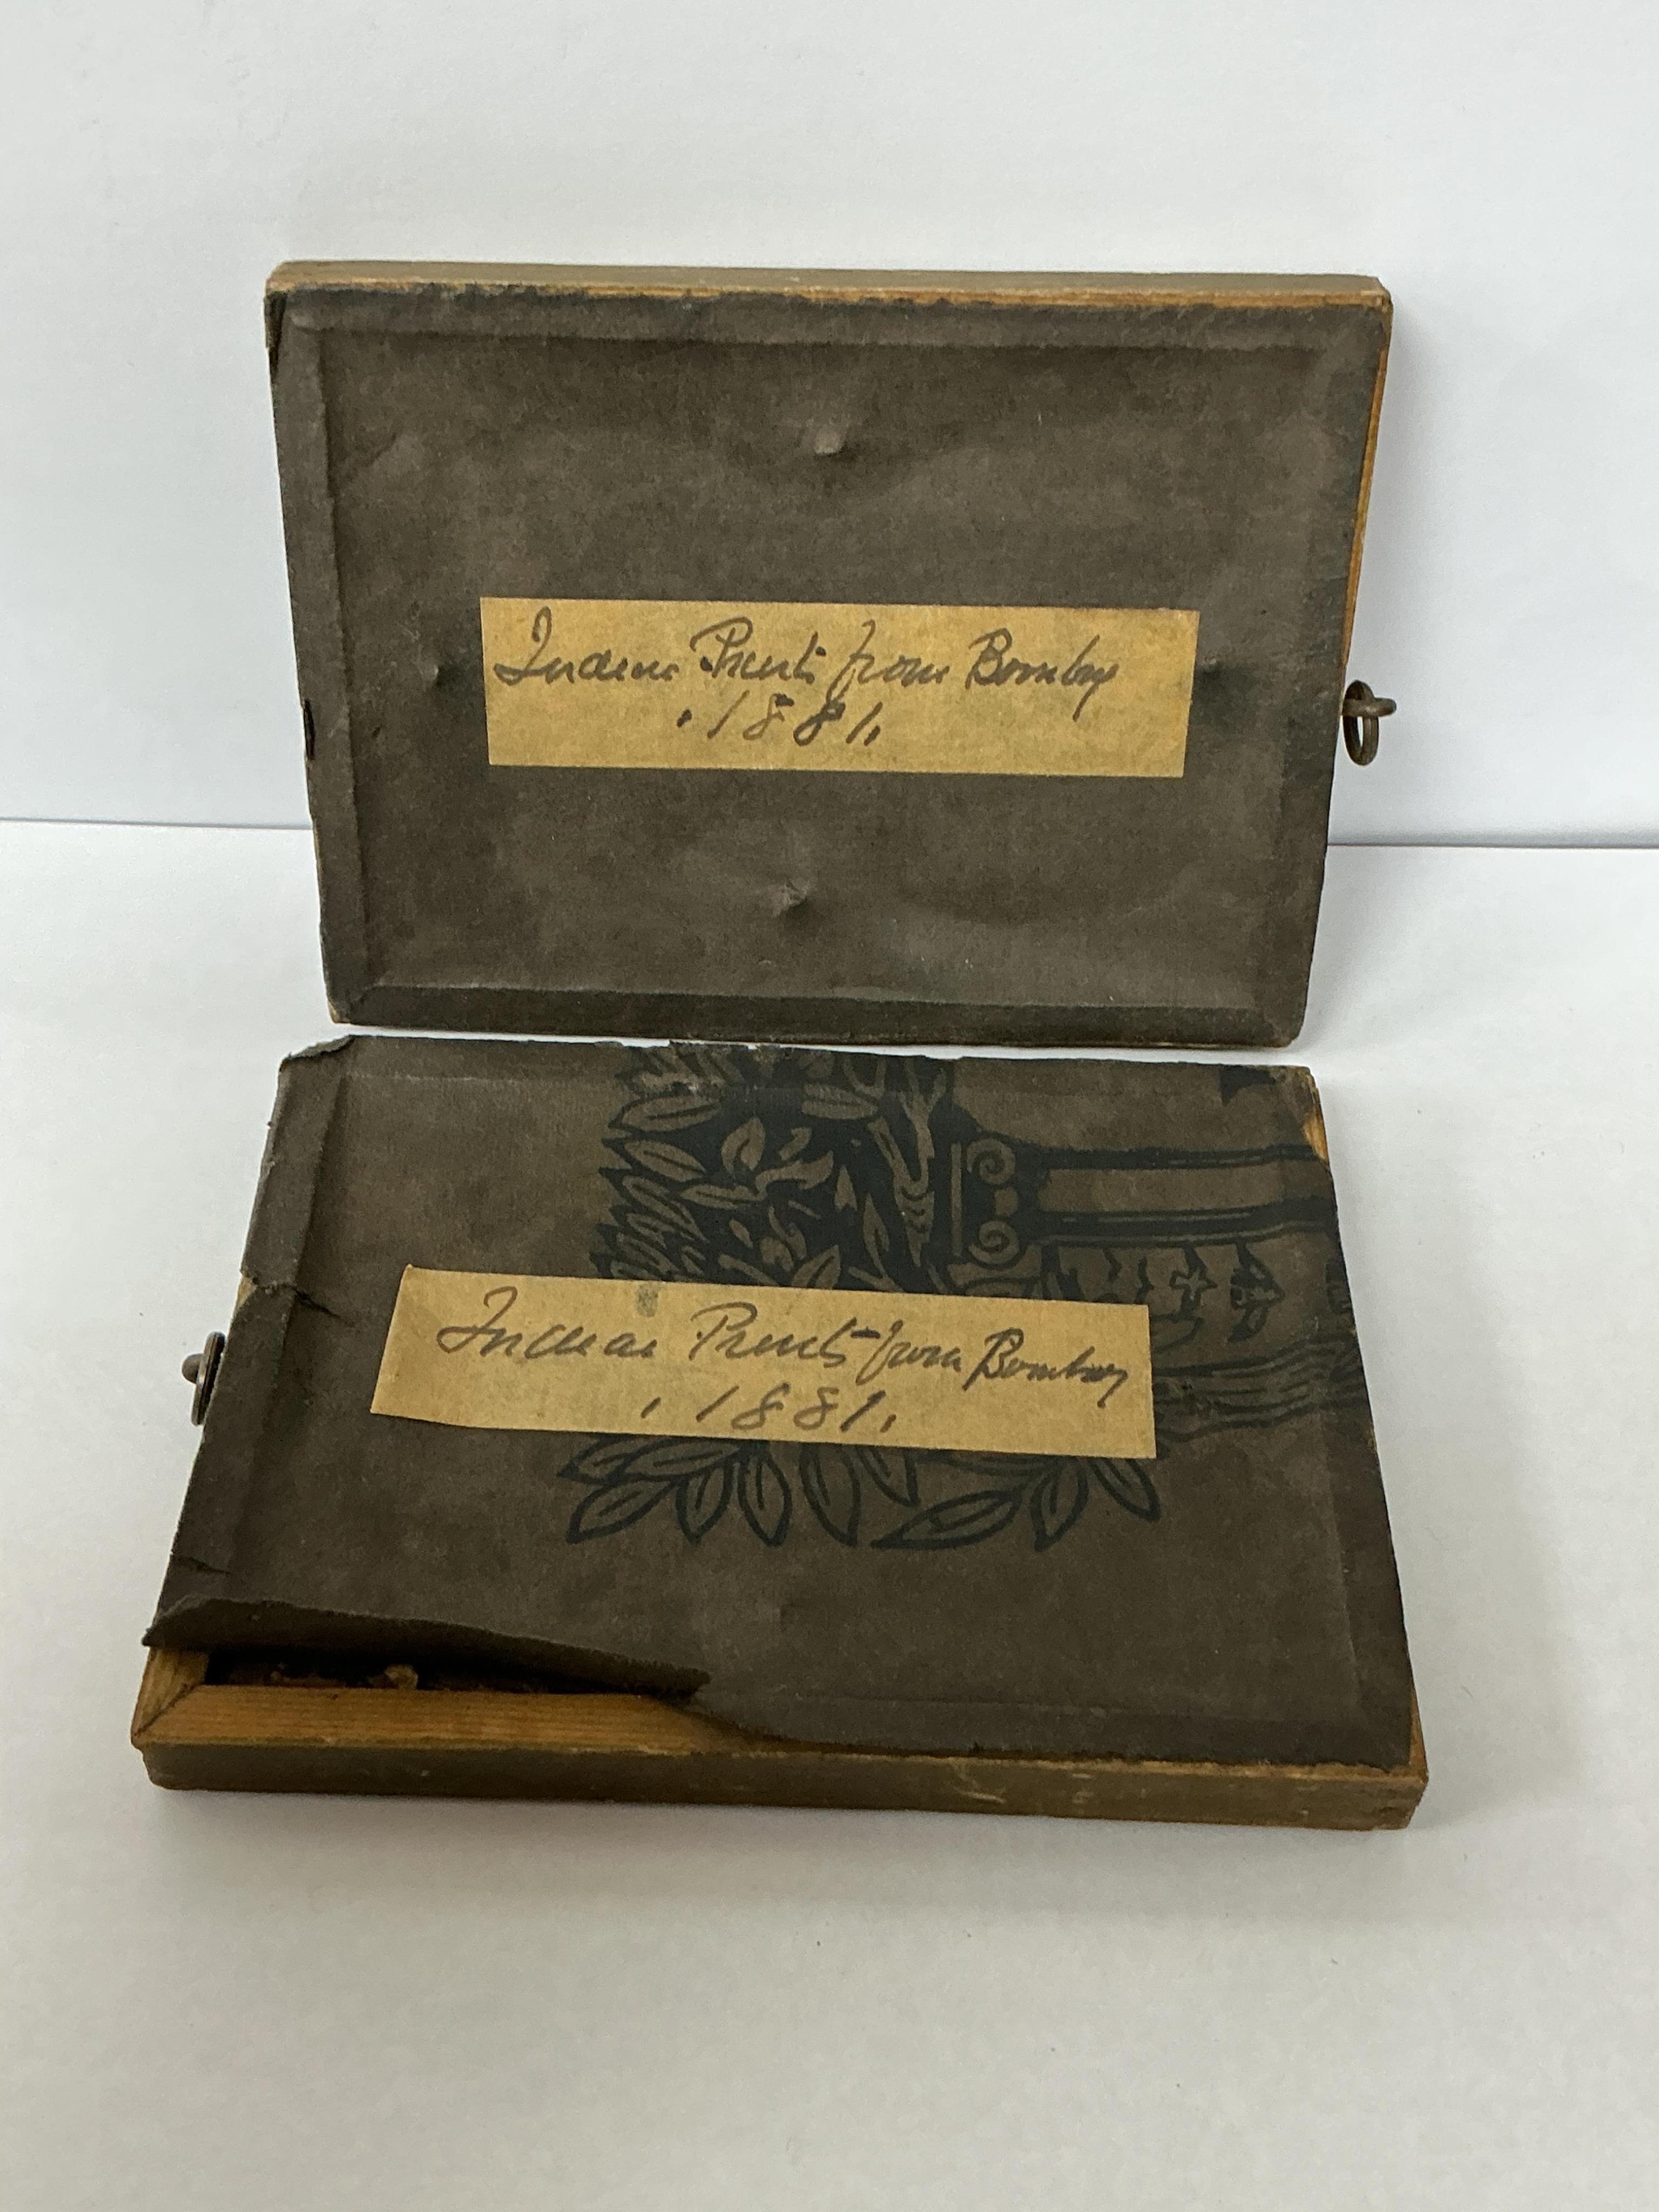 Indian Prints from Bombay
.1881.
Indian Prints from Bombay
.1881.